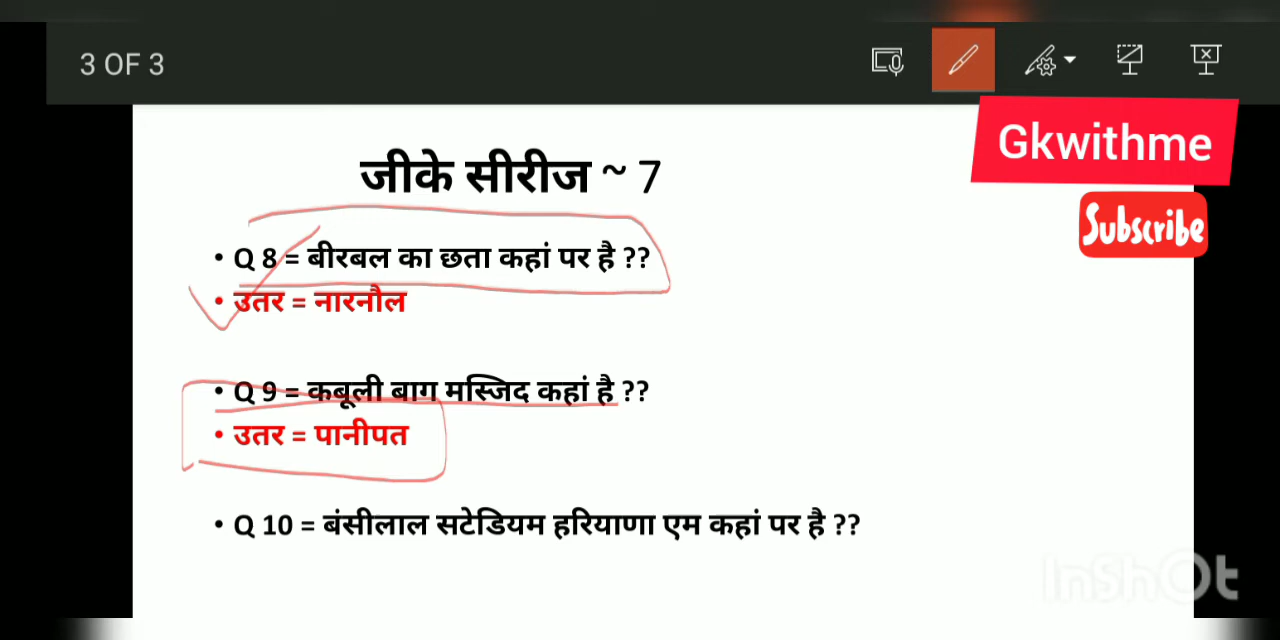 3 OF 3
Gkwithme
Subscribe
जीके सीरीज ~ 7
• Q 8 = बीरबल का छता कहां पर है ??
• उतर = नारनौल
• Q 9 = कबूली बाग मस्जिद कहां है ??
• उतर = पानीपत
• Q 10 = बंसीलाल सटेडियम हरियाणा एम कहां पर है ??
InShOt